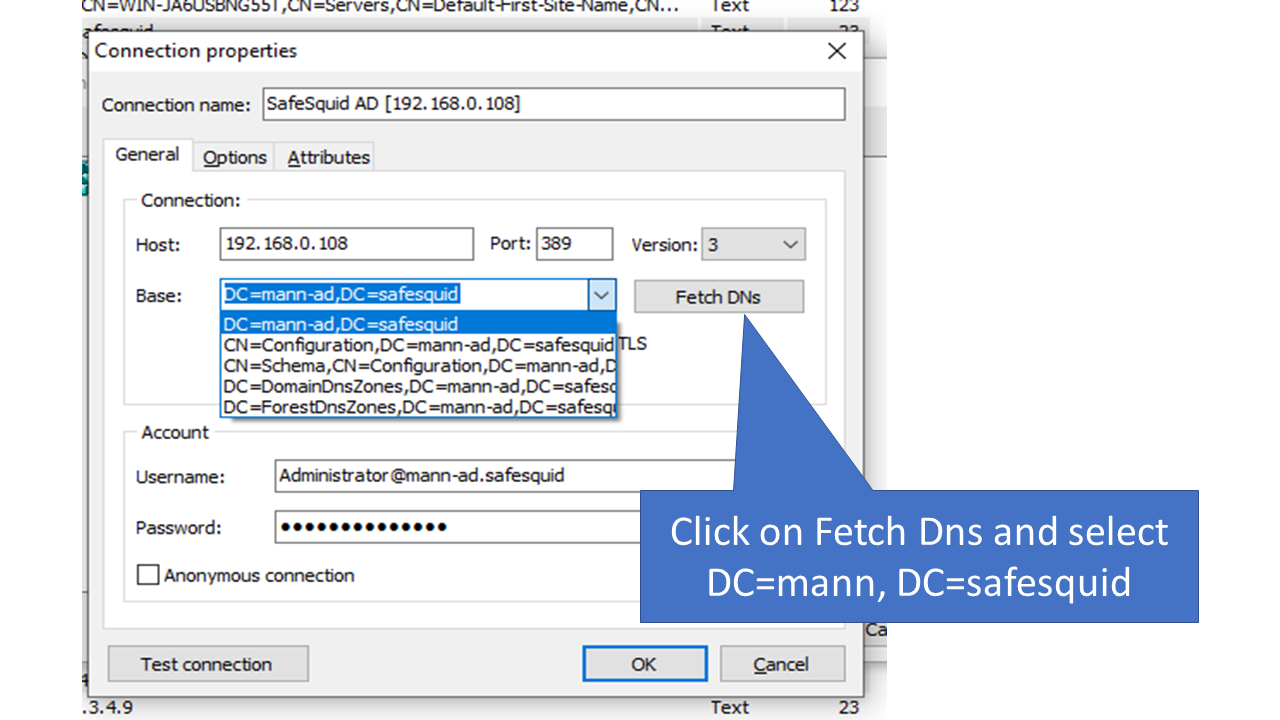 CN=WIN-JA6USBNG55T,CN=Servers,CN=Default-First-Site-Name,CN... Text 123
afesquid Text 23
Connection properties
Connection name: SafeSquid AD [192.168.0.108]
General Options Attributes
Connection:
Host: 192.168.0.108 Port: 389 Version: 3
Base: DC=mann-ad,DC=safesquid Fetch DNs
DC=mann-ad,DC=safesquid
CN=Configuration,DC=mann-ad,DC=safesquid TLS
CN=Schema,CN=Configuration,DC=mann-ad,D
DC=DomainDnsZones,DC=mann-ad,DC=safesq
DC=ForestDnsZones,DC=mann-ad,DC=safesqu
Account
Username: Administrator@mann-ad.safesquid
Password: ●●●●●●●●●●●●●●
Anonymous connection
Click on Fetch Dns and select
DC=mann, DC=safesquid
Ca
Test connection OK Cancel
.3.4.9 Text 23